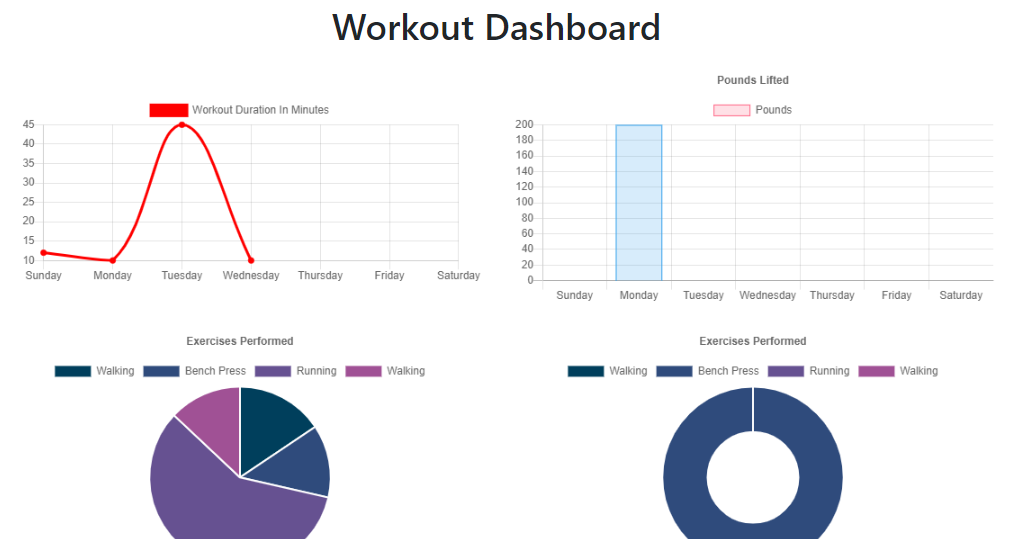 Workout Dashboard
Workout Duration In Minutes
45
40
35
30
25
20
15
10
Sunday Monday Tuesday Wednesday Thursday Friday Saturday
Pounds Lifted
Pounds
200
180
160
140
120
100
80
60
40
20
0
Sunday Monday Tuesday Wednesday Thursday Friday Saturday
Exercises Performed
Walking Bench Press Running Walking
Exercises Performed
Walking Bench Press Running Walking